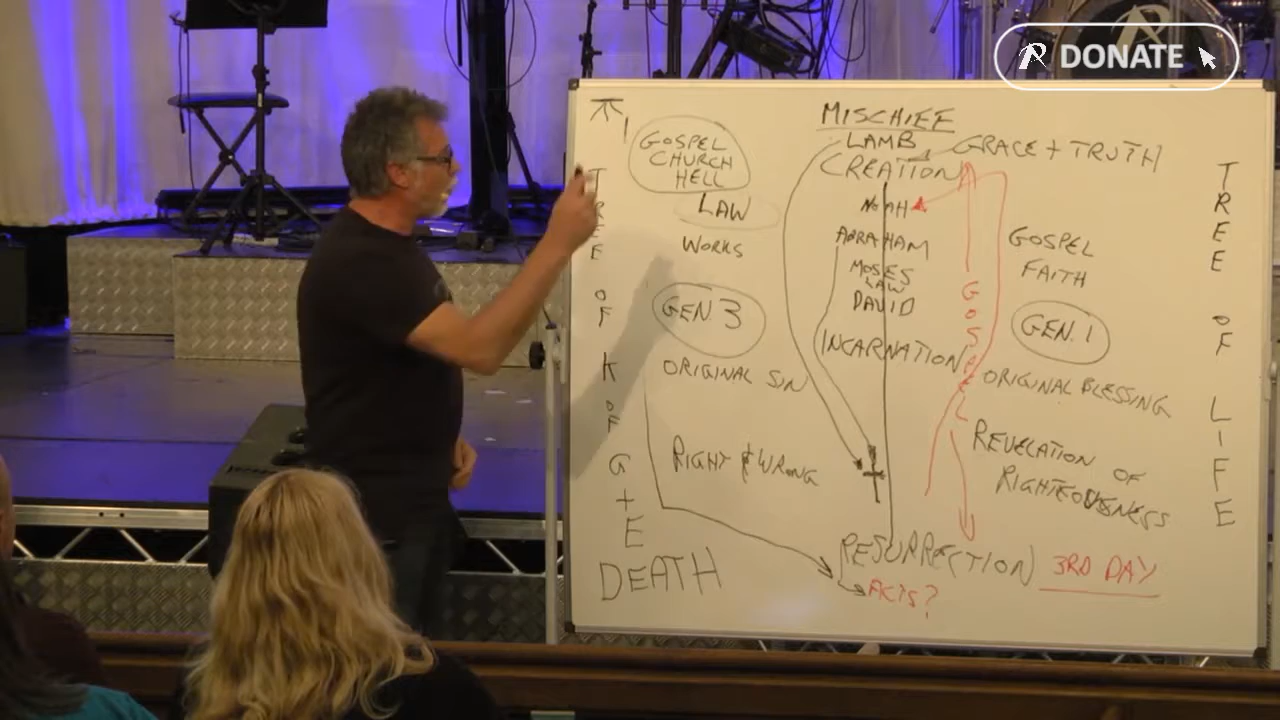 DONATE
MISCHIEF
LAMB
GRACE + TRUTH
CREATION
GOSPEL
CHURCH
HELL
LAW
WORKS
NOAH
ABRAHAM
MOSES
LAW
DAVID
GOSPEL
FAITH
GEN 3
GEN. 1
INCARNATION
ORIGINAL SIN
ORIGINAL BLESSING
GOSPEL
RIGHT & WRONG
REVELATION OF
RIGHTEOUSNESS
TREE OF K OF G+E
TREE OF LIFE
DEATH
RESURRECTION
3RD DAY
ACTS?